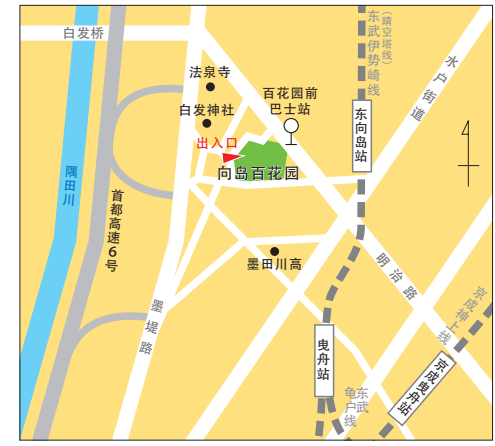 白发桥
法泉寺
白发神社
百花园前
巴士站
出入口
向岛百花园
东武伊势崎线
(晴空塔线)
水户街道
东向岛站
隅田川
首都高速6号
墨田川高
明治路
墨堤路
曳舟站
东武
龟户线
京成曳舟站
京成神上线
4